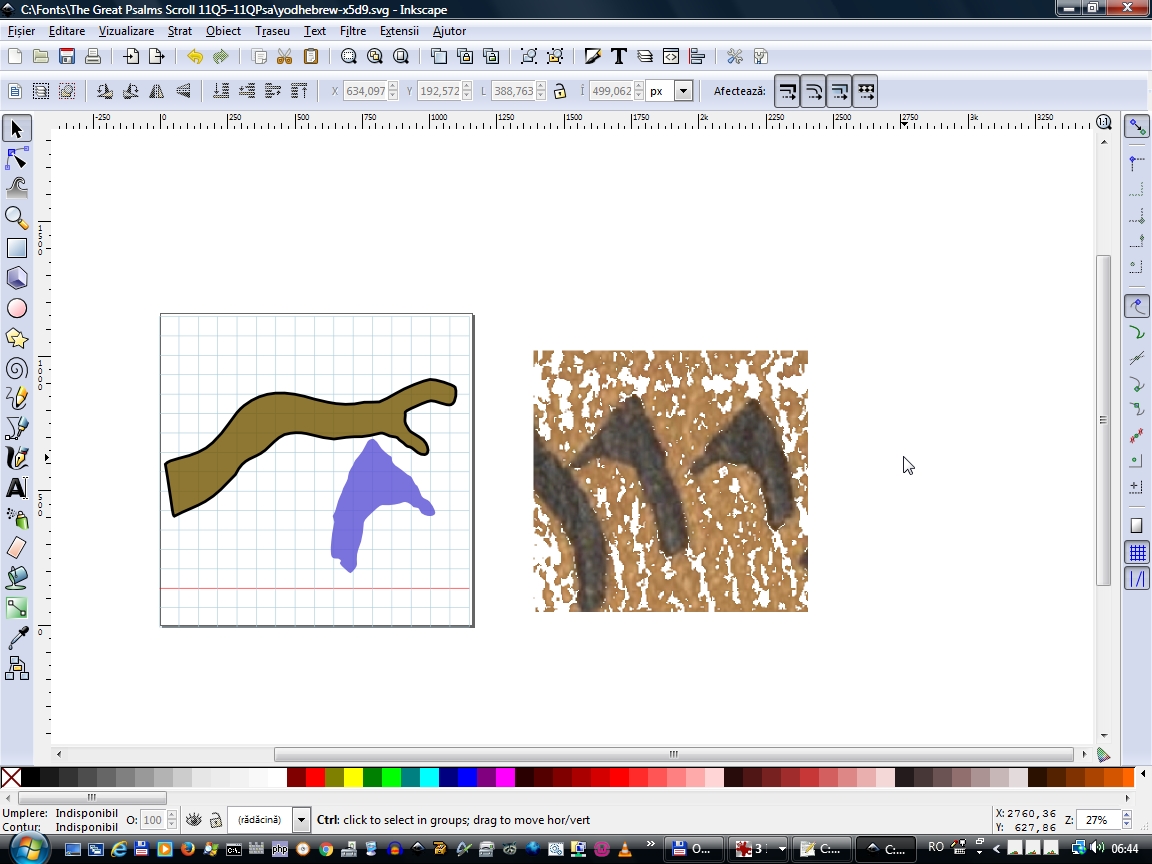 C:\Fonts\The Great Psalms Scroll 11Q5–11QPsa\yodhebrew-x5d9.svg - Inkscape
Fișier Editare Vizualizare Strat Obiect Traseu Text Filtre Extensii Ajutor
X 634,097 Y 192,572 L 388,763 Î 499,062 px Afectează:
-250 0 250 500 750 1000 1250 1500 1750 2k 2250 2500 2750 3k 3250
1500
1000
500
0
Umplere: Indisponibil O: 100 (rădăcină) Ctrl: click to select in groups; drag to move hor/vert X: 2760,36 Z: 27%
Contur: Indisponibil Y: 627,86
php O... 3 C:... C:... RO 06:44